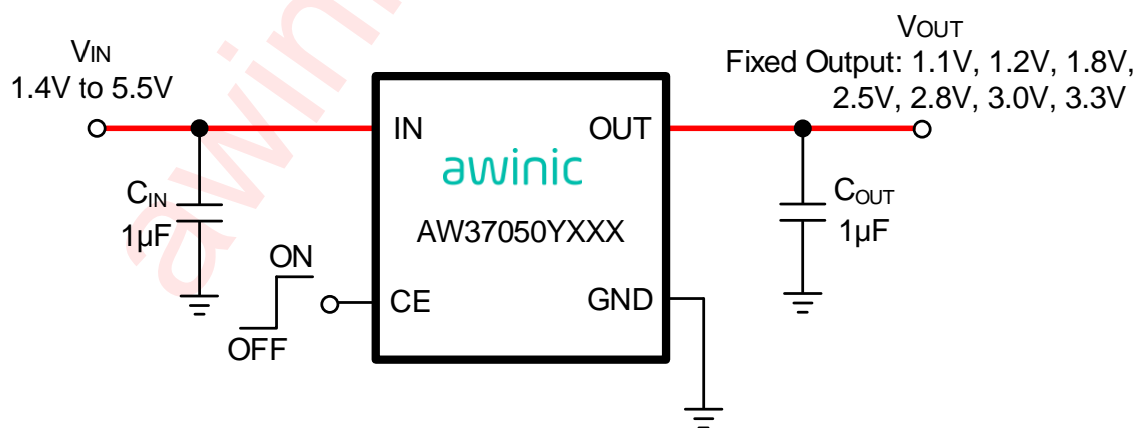 VIN
1.4V to 5.5V
VOUT
Fixed Output: 1.1V, 1.2V, 1.8V,
2.5V, 2.8V, 3.0V, 3.3V
IN
OUT
awinic
AW37050YXXX
CIN
1µF
COUT
1µF
ON
OFF
CE
GND
awin